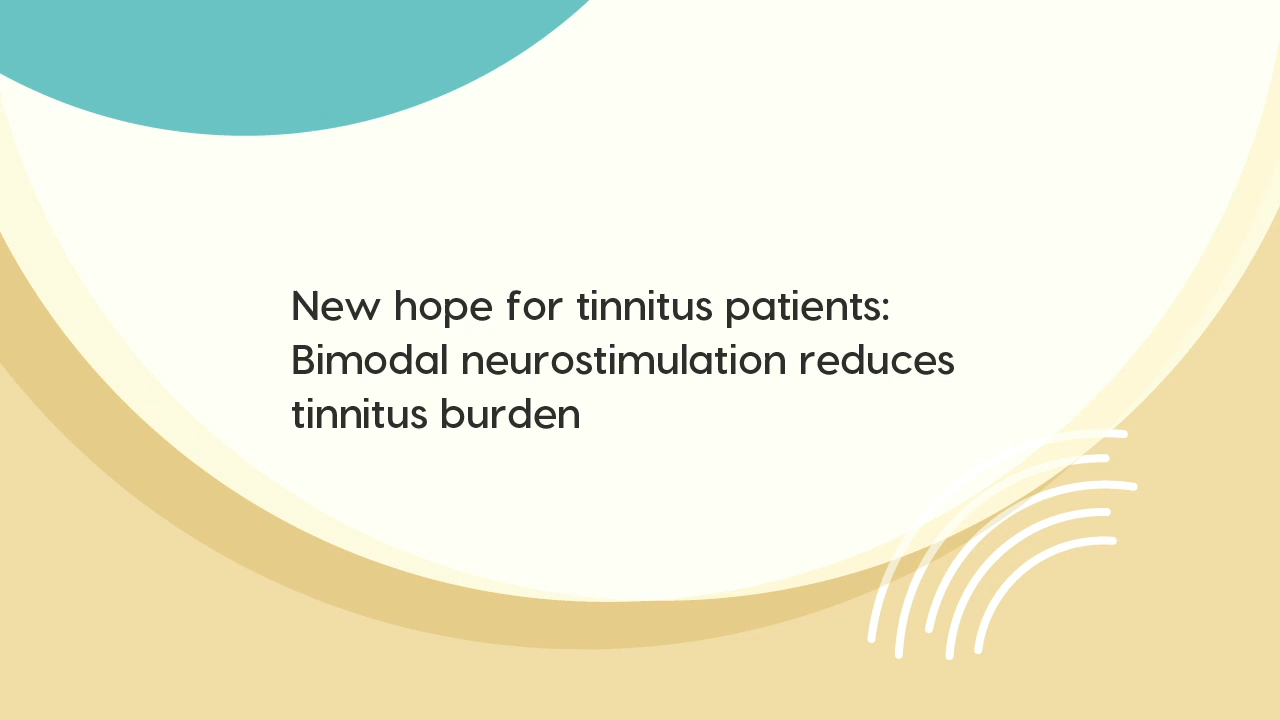 New hope for tinnitus patients:
Bimodal neurostimulation reduces
tinnitus burden